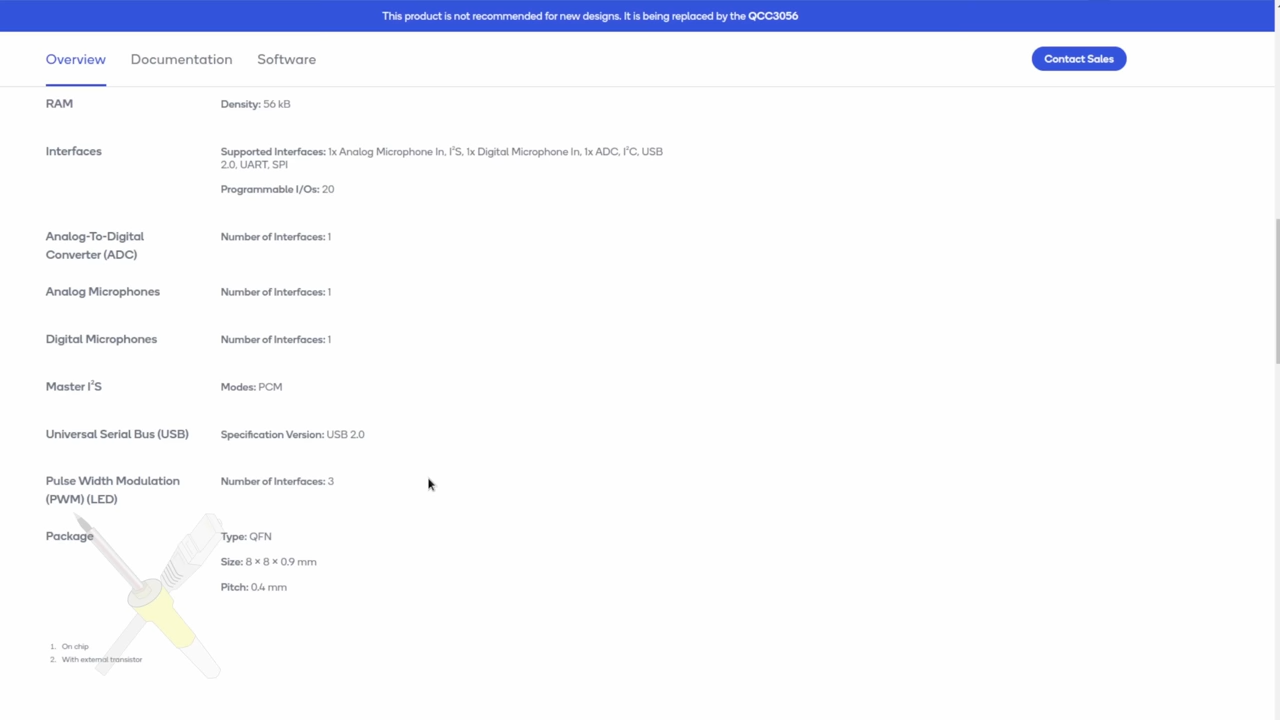 This product is not recommended for new designs. It is being replaced by the QCC3056
Overview Documentation Software Contact Sales
RAM Density: 56 kB
Interfaces Supported Interfaces: 1x Analog Microphone In, I²S, 1x Digital Microphone In, 1x ADC, I²C, USB
2.0, UART, SPI
Programmable I/Os: 20
Analog-To-Digital Number of Interfaces: 1
Converter (ADC)
Analog Microphones Number of Interfaces: 1
Digital Microphones Number of Interfaces: 1
Master I²S Modes: PCM
Universal Serial Bus (USB) Specification Version: USB 2.0
Pulse Width Modulation Number of Interfaces: 3
(PWM) (LED)
Package Type: QFN
Size: 8 × 8 × 0.9 mm
Pitch: 0.4 mm
1. On chip
2. With external transistor